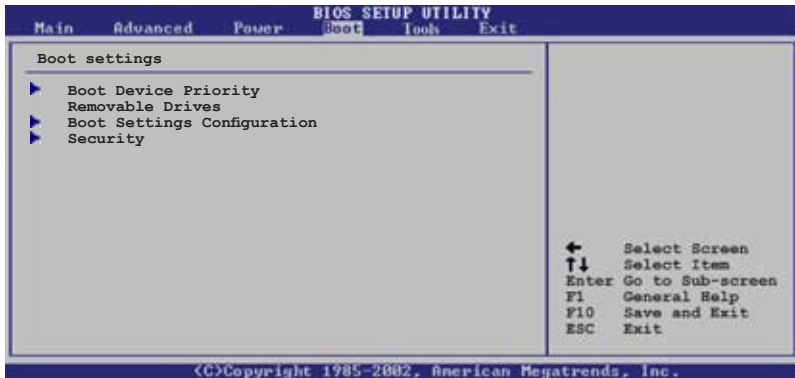 BIOS SETUP UTILITY
Main Advanced Power Boot Tools Exit
Boot settings
Boot Device Priority
Removable Drives
Boot Settings Configuration
Security
Select Screen
Select Item
Enter Go to Sub-screen
F1 General Help
F10 Save and Exit
ESC Exit
(C)Copyright 1985-2002, American Megatrends, Inc.